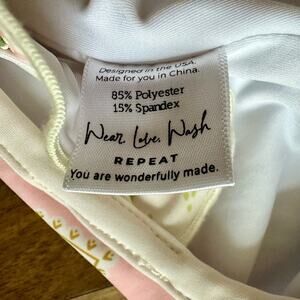 Designed in the USA.
Made for you in China.
85% Polyester
15% Spandex
Wear. Love. Wash
REPEAT
You are wonderfully made.